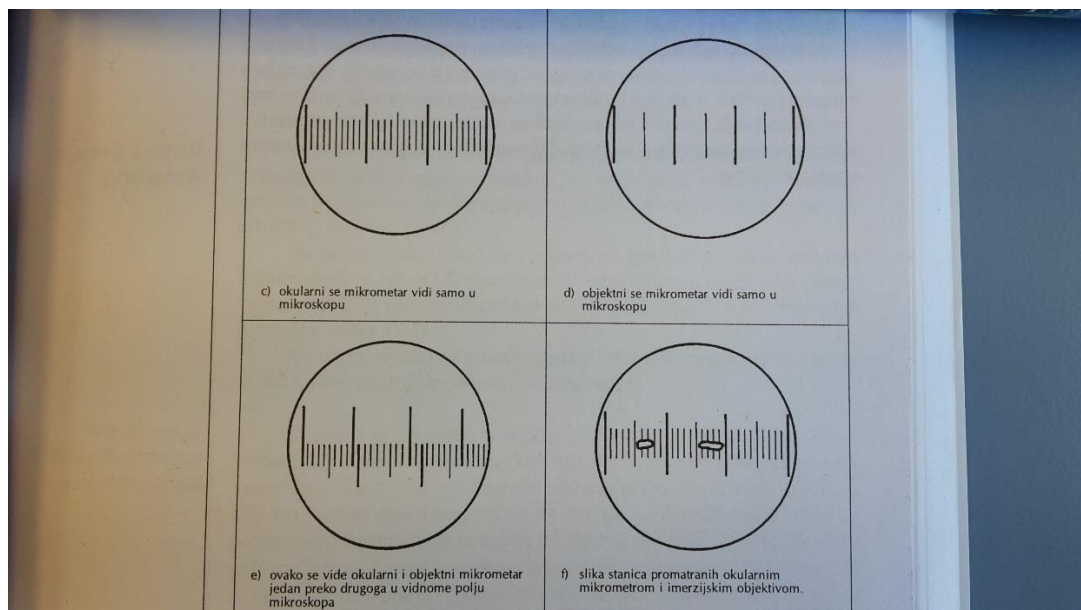 c) okularni se mikrometar vidi samo u
mikroskopu
d) objektni se mikrometar vidi samo u
mikroskopu
e) ovako se vide okularni i objektni mikrometar
jedan preko drugoga u vidnome polju
mikroskopa
f) slika stanica promatranih okularnim
mikrometrom i imerzijskim objektivom.